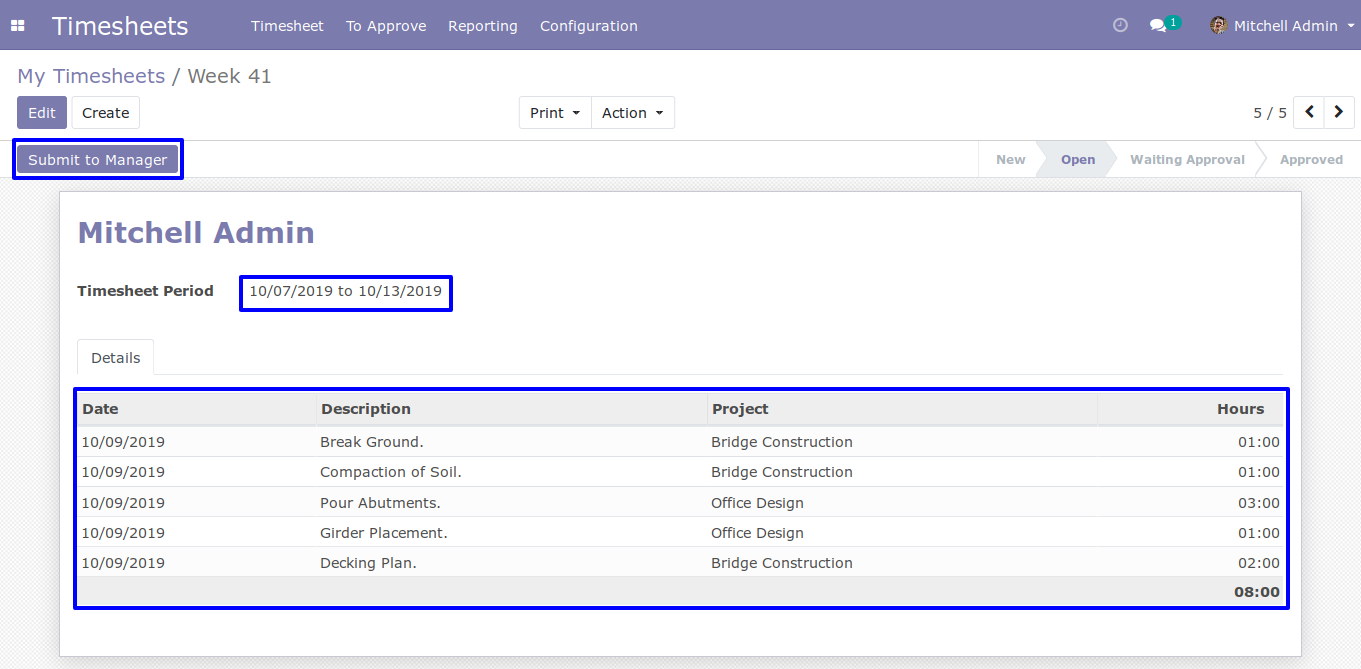 Timesheets Timesheet To Approve Reporting Configuration 1 Mitchell Admin
My Timesheets / Week 41
Edit Create Print Action 5 / 5
Submit to Manager New Open Waiting Approval Approved
Mitchell Admin
Timesheet Period 10/07/2019 to 10/13/2019
Details
Date Description Project Hours
10/09/2019 Break Ground. Bridge Construction 01:00
10/09/2019 Compaction of Soil. Bridge Construction 01:00
10/09/2019 Pour Abutments. Office Design 03:00
10/09/2019 Girder Placement. Office Design 01:00
10/09/2019 Decking Plan. Bridge Construction 02:00
08:00